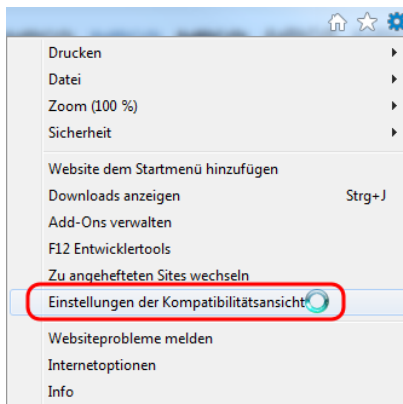 Drucken
Datei
Zoom (100 %)
Sicherheit
Website dem Startmenü hinzufügen
Downloads anzeigen Strg+J
Add-Ons verwalten
F12 Entwicklertools
Zu angehefteten Sites wechseln
Einstellungen der Kompatibilitätsansicht
Websiteprobleme melden
Internetoptionen
Info